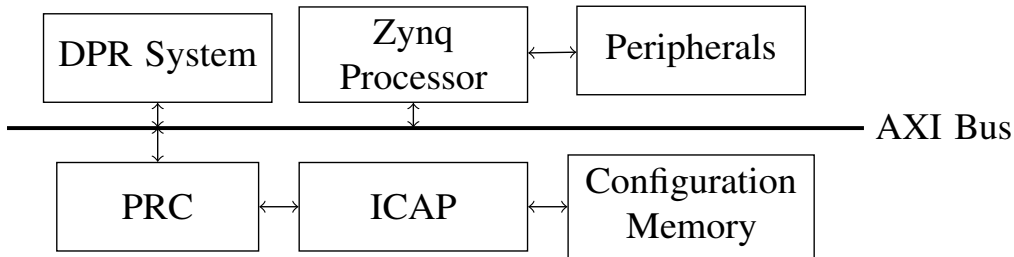 DPR System
Zynq
Processor
Peripherals
AXI Bus
PRC
ICAP
Configuration
Memory